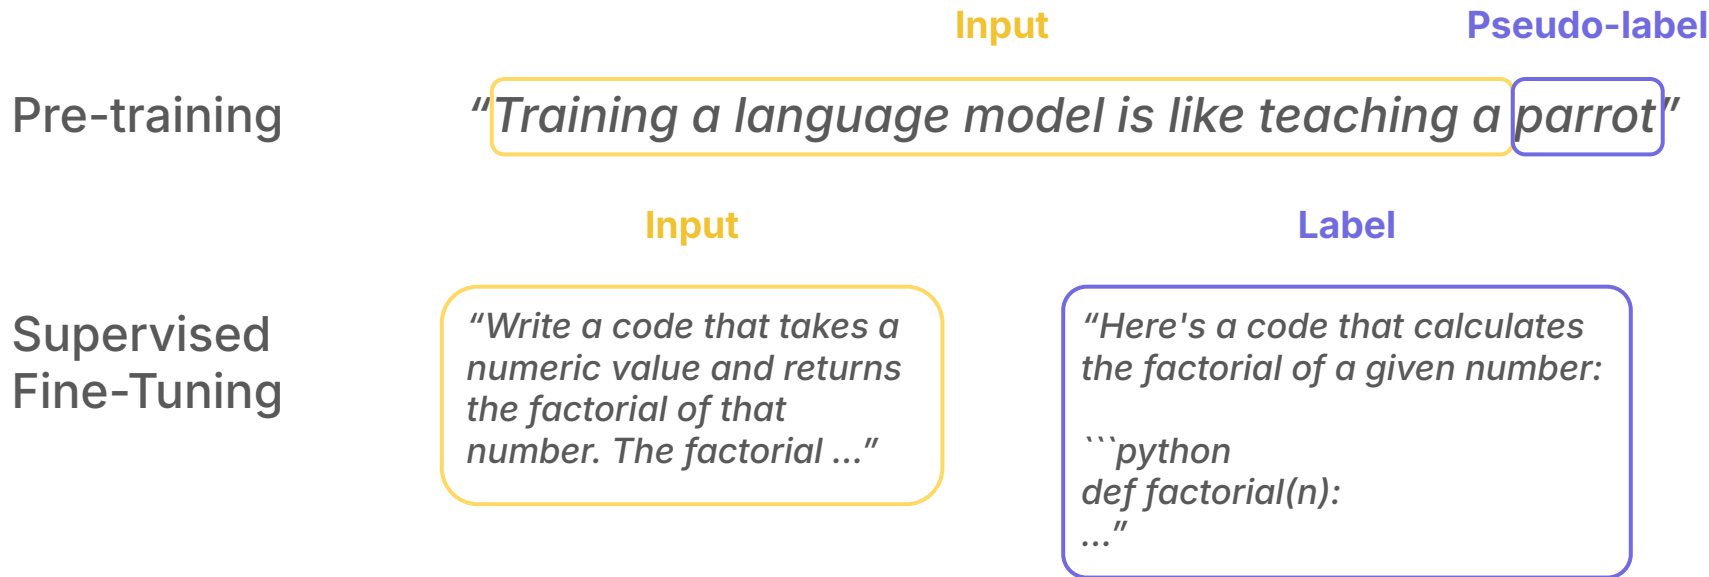 Input
Pseudo-label
Pre-training
“Training a language model is like teaching a parrot”
Input
Label
Supervised
Fine-Tuning
“Write a code that takes a
numeric value and returns
the factorial of that
number. The factorial ...”
“Here's a code that calculates
the factorial of a given number:
```python
def factorial(n):
...”